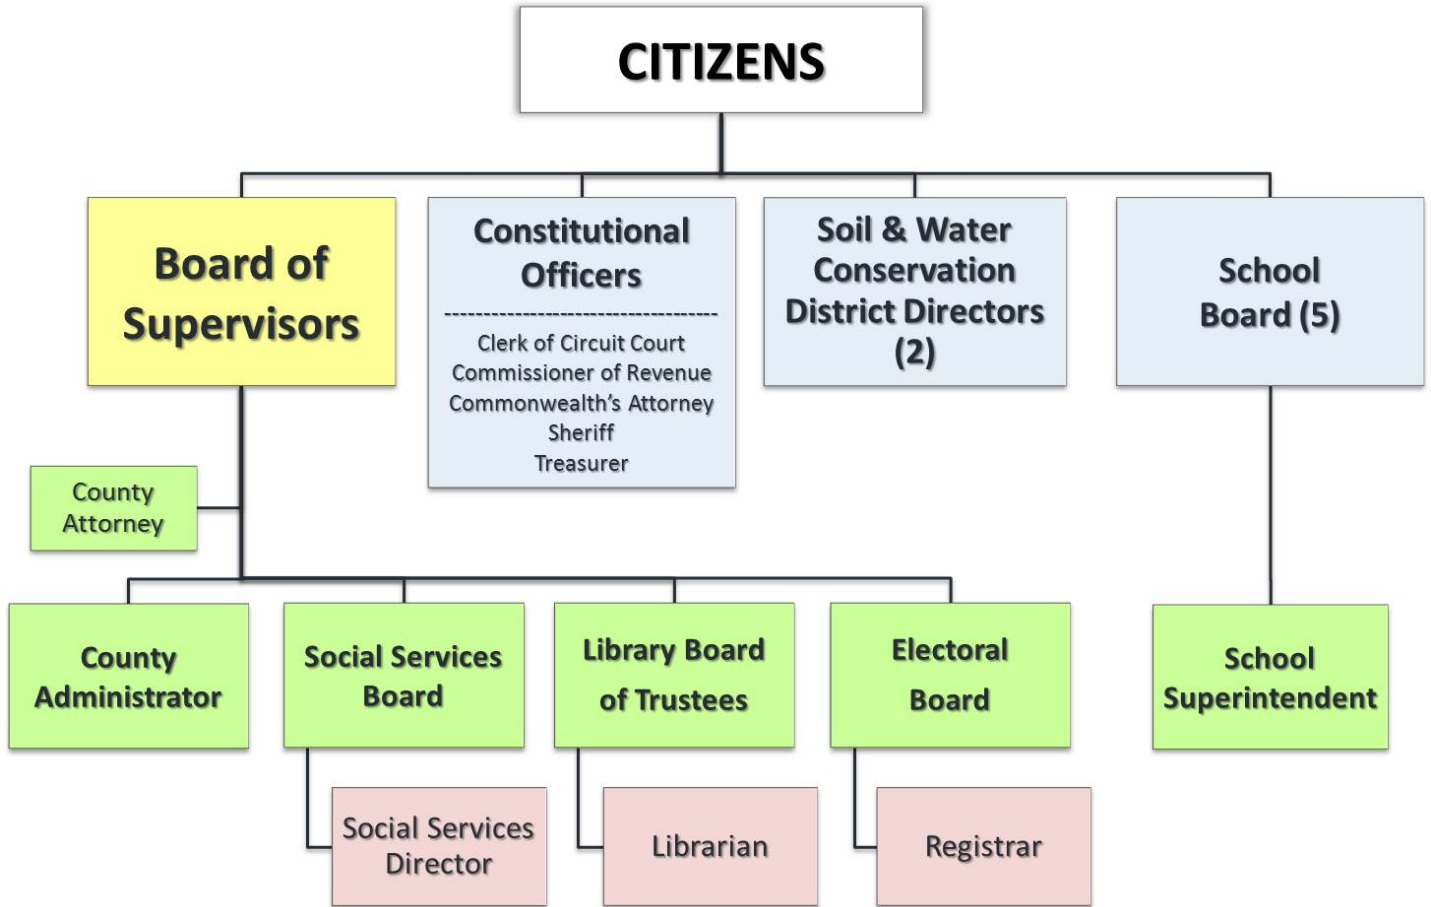 CITIZENS
Board of
Supervisors
Constitutional
Officers
-----------------------------------
Clerk of Circuit Court
Commissioner of Revenue
Commonwealth’s Attorney
Sheriff
Treasurer
Soil & Water
Conservation
District Directors
(2)
School
Board (5)
County
Attorney
County
Administrator
Social Services
Board
Library Board
of Trustees
Electoral
Board
School
Superintendent
Social Services
Director
Librarian
Registrar